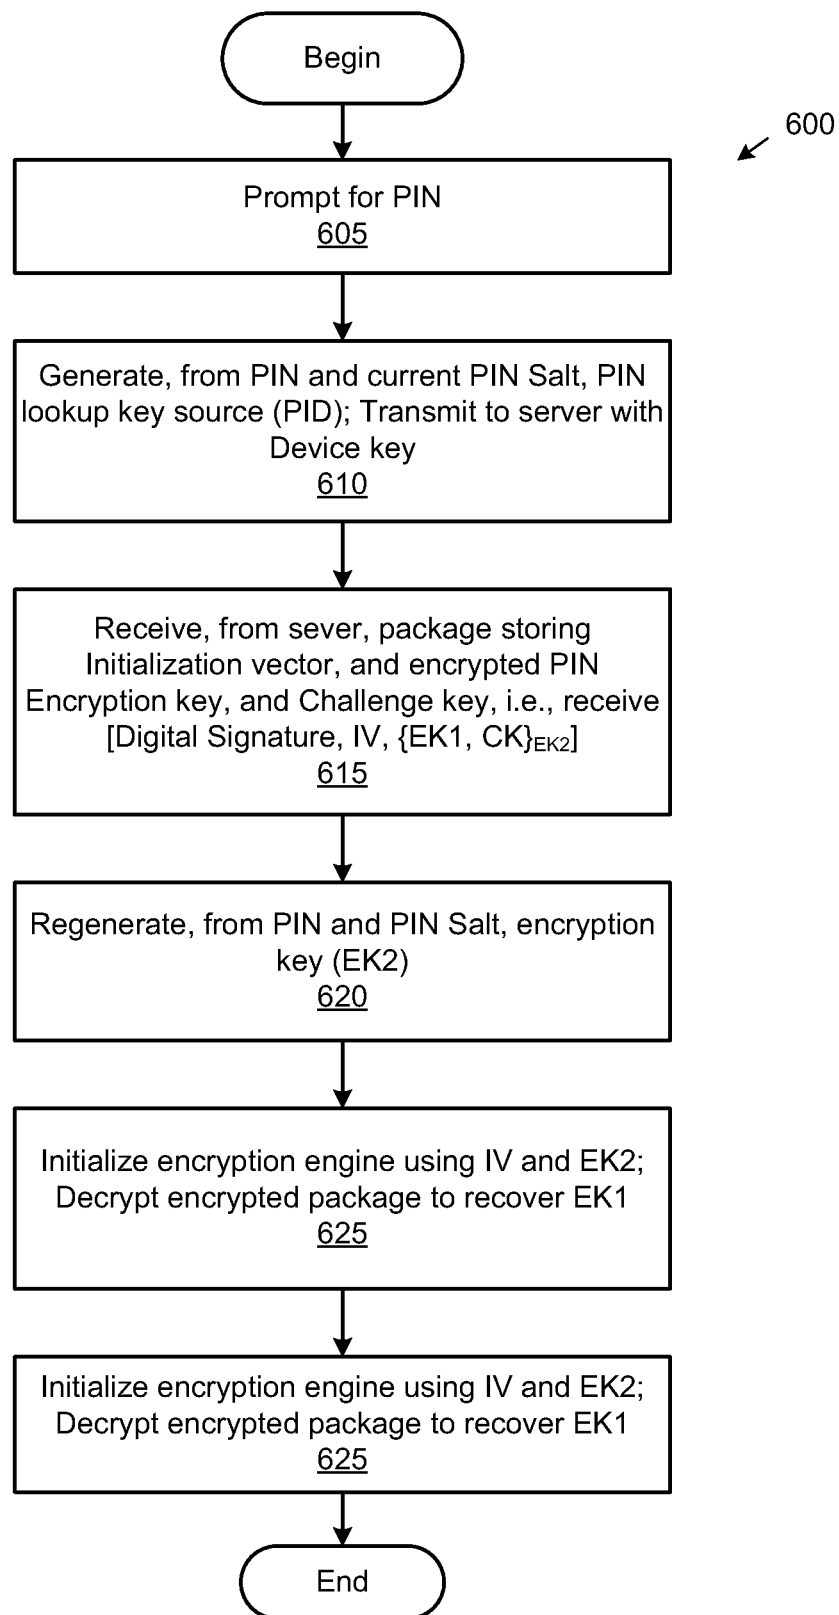 Begin
600
Prompt for PIN
605
Generate, from PIN and current PIN Salt, PIN
lookup key source (PID); Transmit to server with
Device key
610
Receive, from sever, package storing
Initialization vector, and encrypted PIN
Encryption key, and Challenge key, i.e., receive
[Digital Signature, IV, {EK1, CK}EK2]
615
Regenerate, from PIN and PIN Salt, encryption
key (EK2)
620
Initialize encryption engine using IV and EK2;
Decrypt encrypted package to recover EK1
625
Initialize encryption engine using IV and EK2;
Decrypt encrypted package to recover EK1
625
End